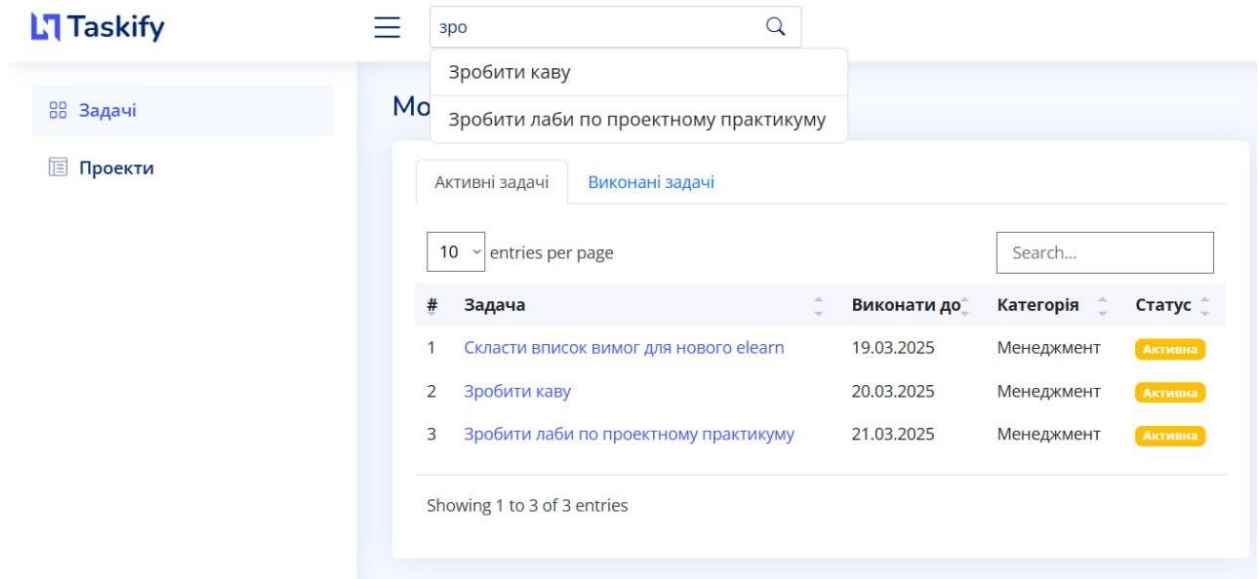 Taskify
зро
Зробити каву
Зробити лаби по проектному практикуму
Задачі
Проекти
Мо
Активні задачі Виконані задачі
10 entries per page Search...
# Задача Виконати до Категорія Статус
1 Скласти вписок вимог для нового elearn 19.03.2025 Менеджмент Активна
2 Зробити каву 20.03.2025 Менеджмент Активна
3 Зробити лаби по проектному практикуму 21.03.2025 Менеджмент Активна
Showing 1 to 3 of 3 entries